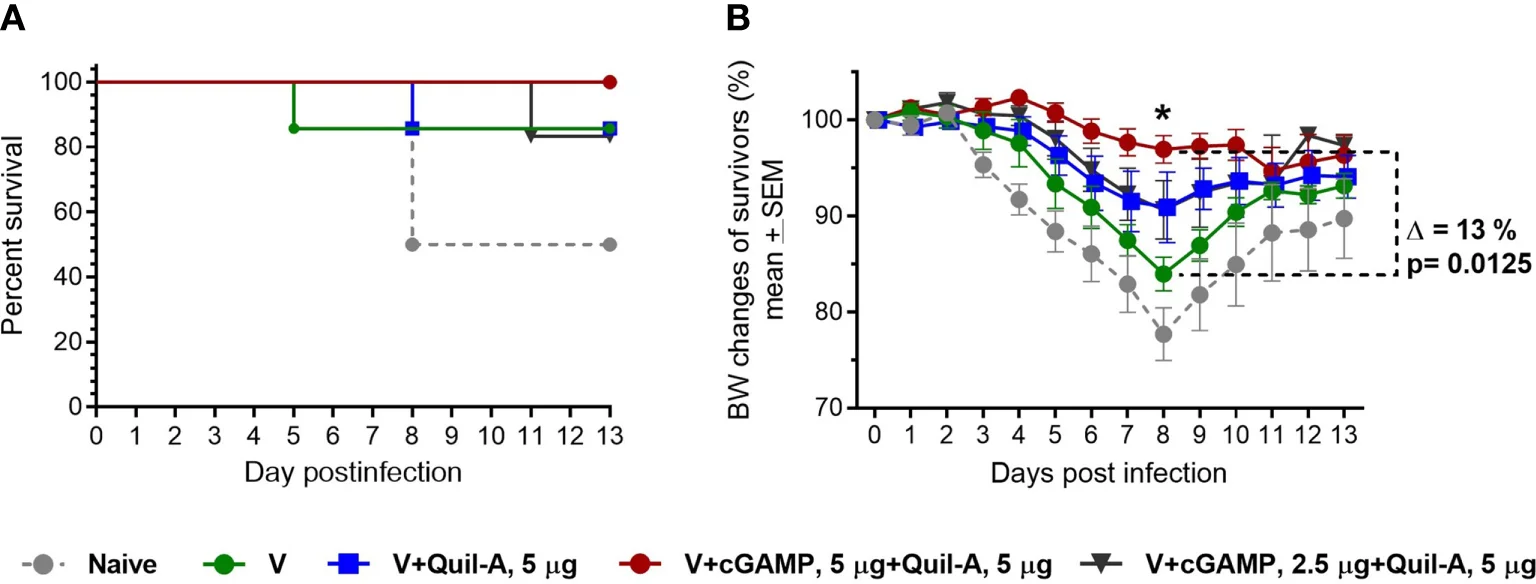 A
Percent survival
100
80
60
40
20
0
0 1 2 3 4 5 6 7 8 9 10 11 12 13
Day postinfection
B
BW changes of survivors (%)
mean + SEM
100
90
80
70
*
Δ = 13 %
p= 0.0125
0 1 2 3 4 5 6 7 8 9 10 11 12 13
Days post infection
Naive V V+Quil-A, 5 μg V+cGAMP, 5 μg+Quil-A, 5 μg V+cGAMP, 2.5 μg+Quil-A, 5 μg